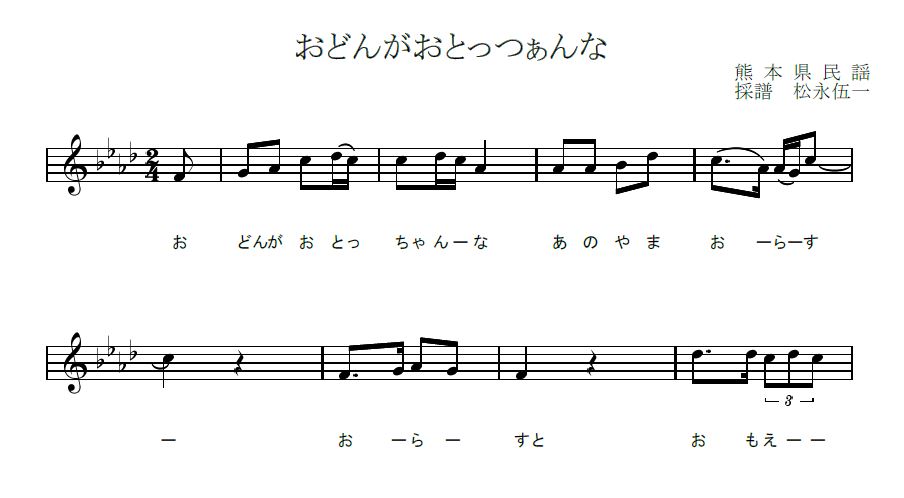 おどんがおとっつぁんな
熊本県民謡
採譜　松永伍一
2
4
お どんが お とっ ちゃ んーな あ の や ま お ーらーす
3
ー お ーら ー すと お もえーー